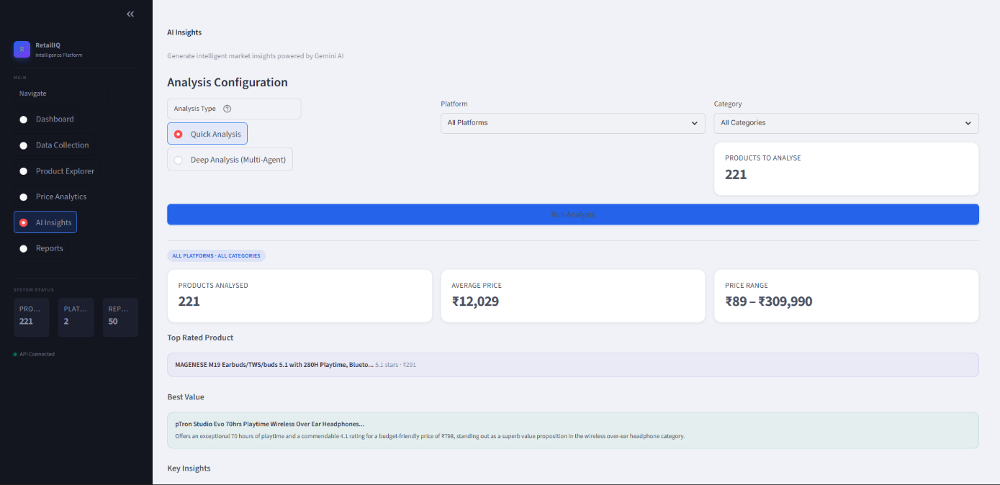 R
RetailIQ
Intelligence Platform
MAIN
Navigate
Dashboard
Data Collection
Product Explorer
Price Analytics
AI Insights
Reports
SYSTEM STATUS
PRO...
PLAT...
REP...
221
2
50
API Connected
AI Insights
Generate intelligent market insights powered by Gemini AI
Analysis Configuration
Analysis Type ?
Quick Analysis
Deep Analysis (Multi-Agent)
Platform
All Platforms
Category
All Categories
PRODUCTS TO ANALYSE
221
Run Analysis
ALL PLATFORMS · ALL CATEGORIES
PRODUCTS ANALYSED
221
AVERAGE PRICE
₹12,029
PRICE RANGE
₹89 – ₹309,990
Top Rated Product
MAGENESE M19 Earbuds/TWS/buds 5.1 with 280H Playtime, Blueto... 5.1 stars · ₹291
Best Value
pTron Studio Evo 70hrs Playtime Wireless Over Ear Headphones...
Offers an exceptional 70 hours of playtime and a commendable 4.1 rating for a budget-friendly price of ₹798, standing out as a superb value proposition in the wireless over-ear headphone category.
Key Insights